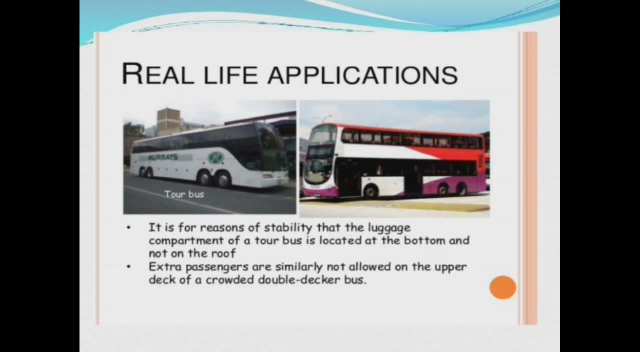 REAL LIFE APPLICATIONS
MURRAYS
Tour bus
• It is for reasons of stability that the luggage
compartment of a tour bus is located at the bottom and
not on the roof
• Extra passengers are similarly not allowed on the upper
deck of a crowded double-decker bus.